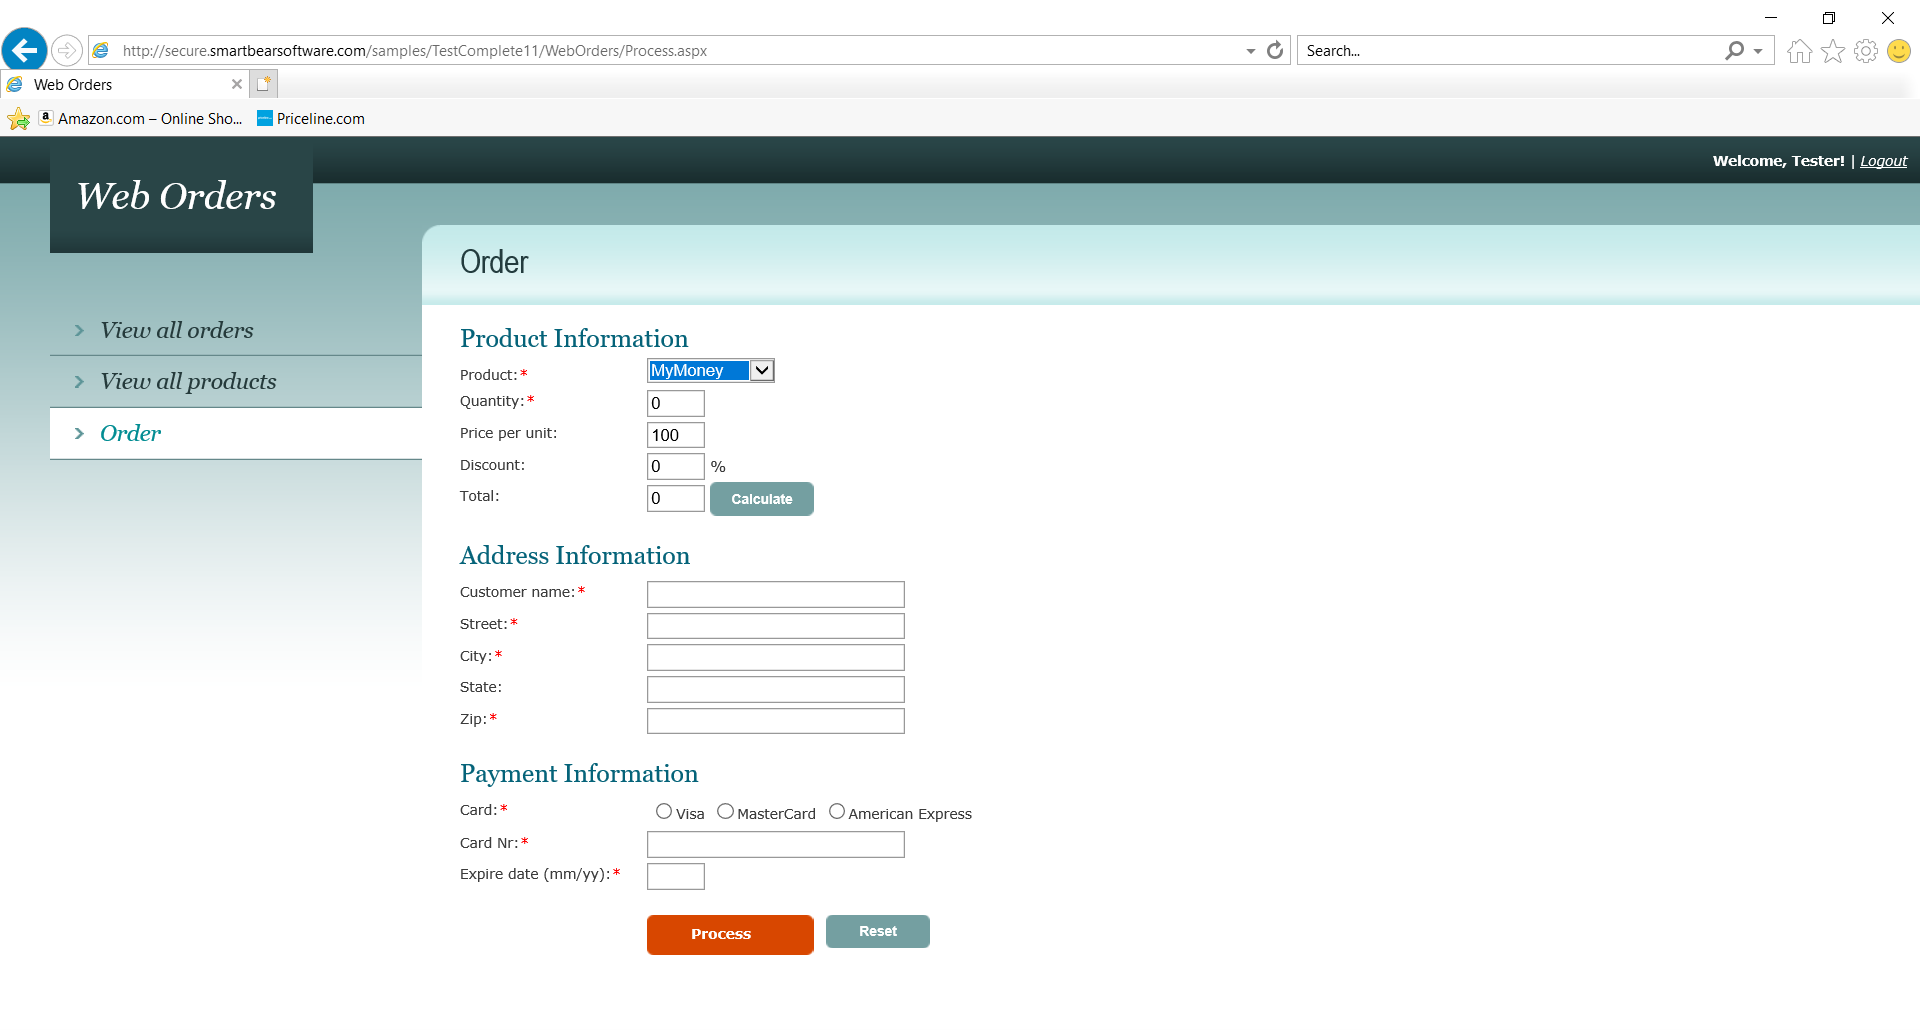 http://secure.smartbearsoftware.com/samples/TestComplete11/WebOrders/Process.aspx
Search...
Web Orders
Amazon.com – Online Sho...
Priceline.com
Welcome, Tester! | Logout
Web Orders
Order
View all orders
View all products
Order
Product Information
Product:* MyMoney
Quantity:* 0
Price per unit: 100
Discount: 0 %
Total: 0 Calculate
Address Information
Customer name:*
Street:*
City:*
State:
Zip:*
Payment Information
Card:* Visa MasterCard American Express
Card Nr:*
Expire date (mm/yy):*
Process Reset